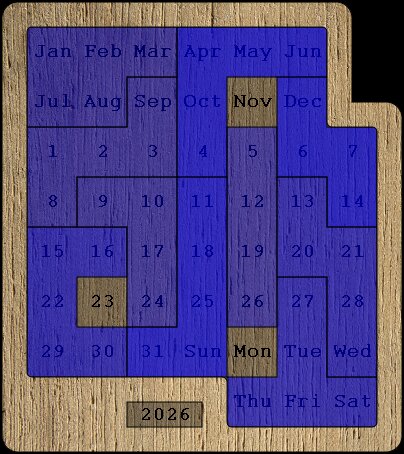 Jan Feb Mar Apr May Jun
Jul Aug Sep Oct Nov Dec
1 2 3 4 5 6 7
8 9 10 11 12 13 14
15 16 17 18 19 20 21
22 23 24 25 26 27 28
29 30 31 Sun Mon Tue Wed
Thu Fri Sat
2026